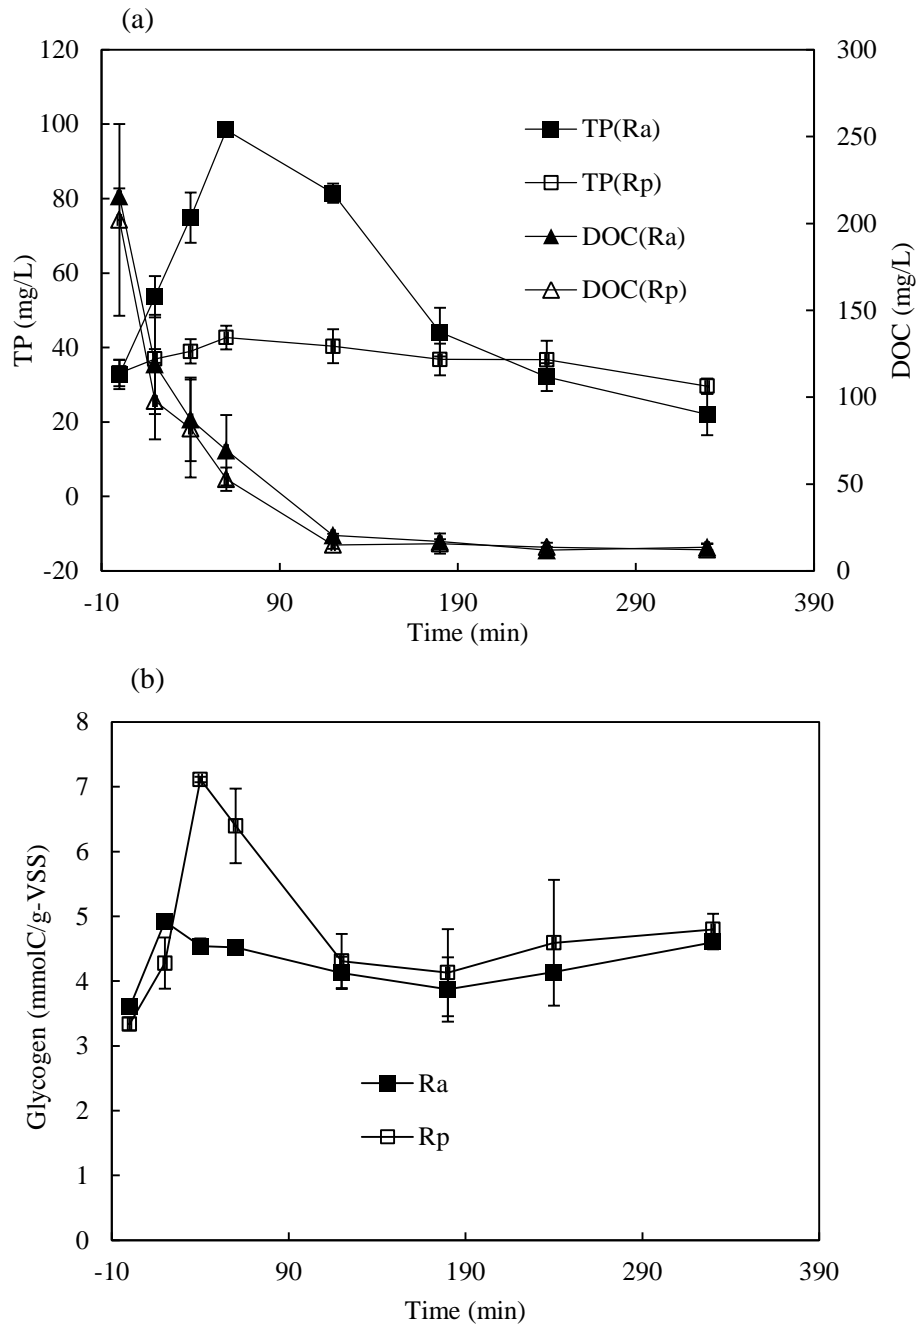 (a)
120
100
80
60
40
20
0
-20
TP (mg/L)
300
250
200
150
100
50
0
DOC (mg/L)
TP(Ra)
TP(Rp)
DOC(Ra)
DOC(Rp)
-10 90 190 290 390
Time (min)
(b)
8
7
6
5
4
3
2
1
0
Glycogen (mmolC/g-VSS)
Ra
Rp
-10 90 190 290 390
Time (min)